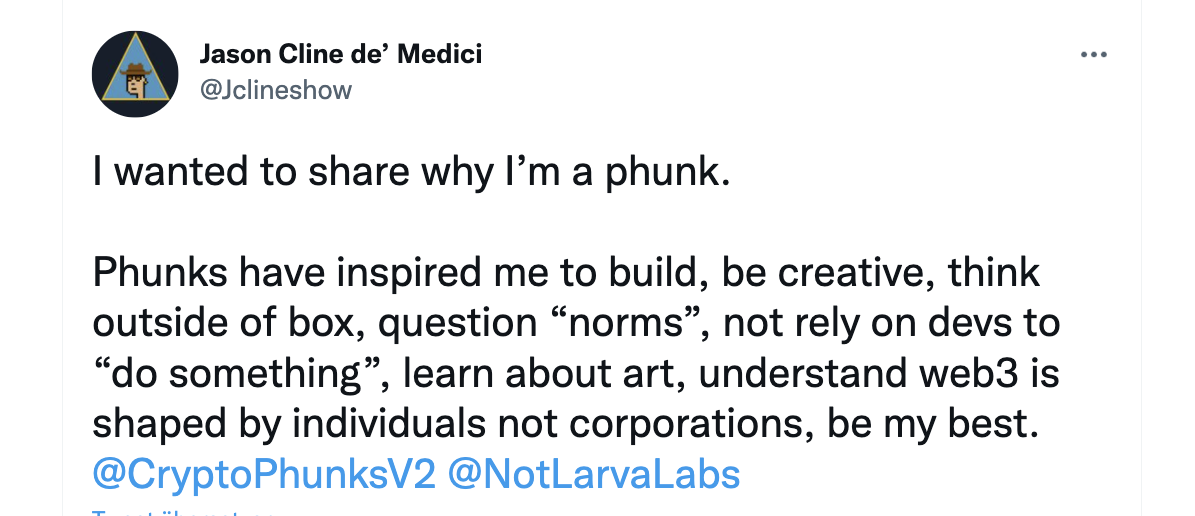 Jason Cline de’ Medici
@Jclineshow
I wanted to share why I’m a phunk.
Phunks have inspired me to build, be creative, think
outside of box, question “norms”, not rely on devs to
“do something”, learn about art, understand web3 is
shaped by individuals not corporations, be my best.
@CryptoPhunksV2 @NotLarvaLabs